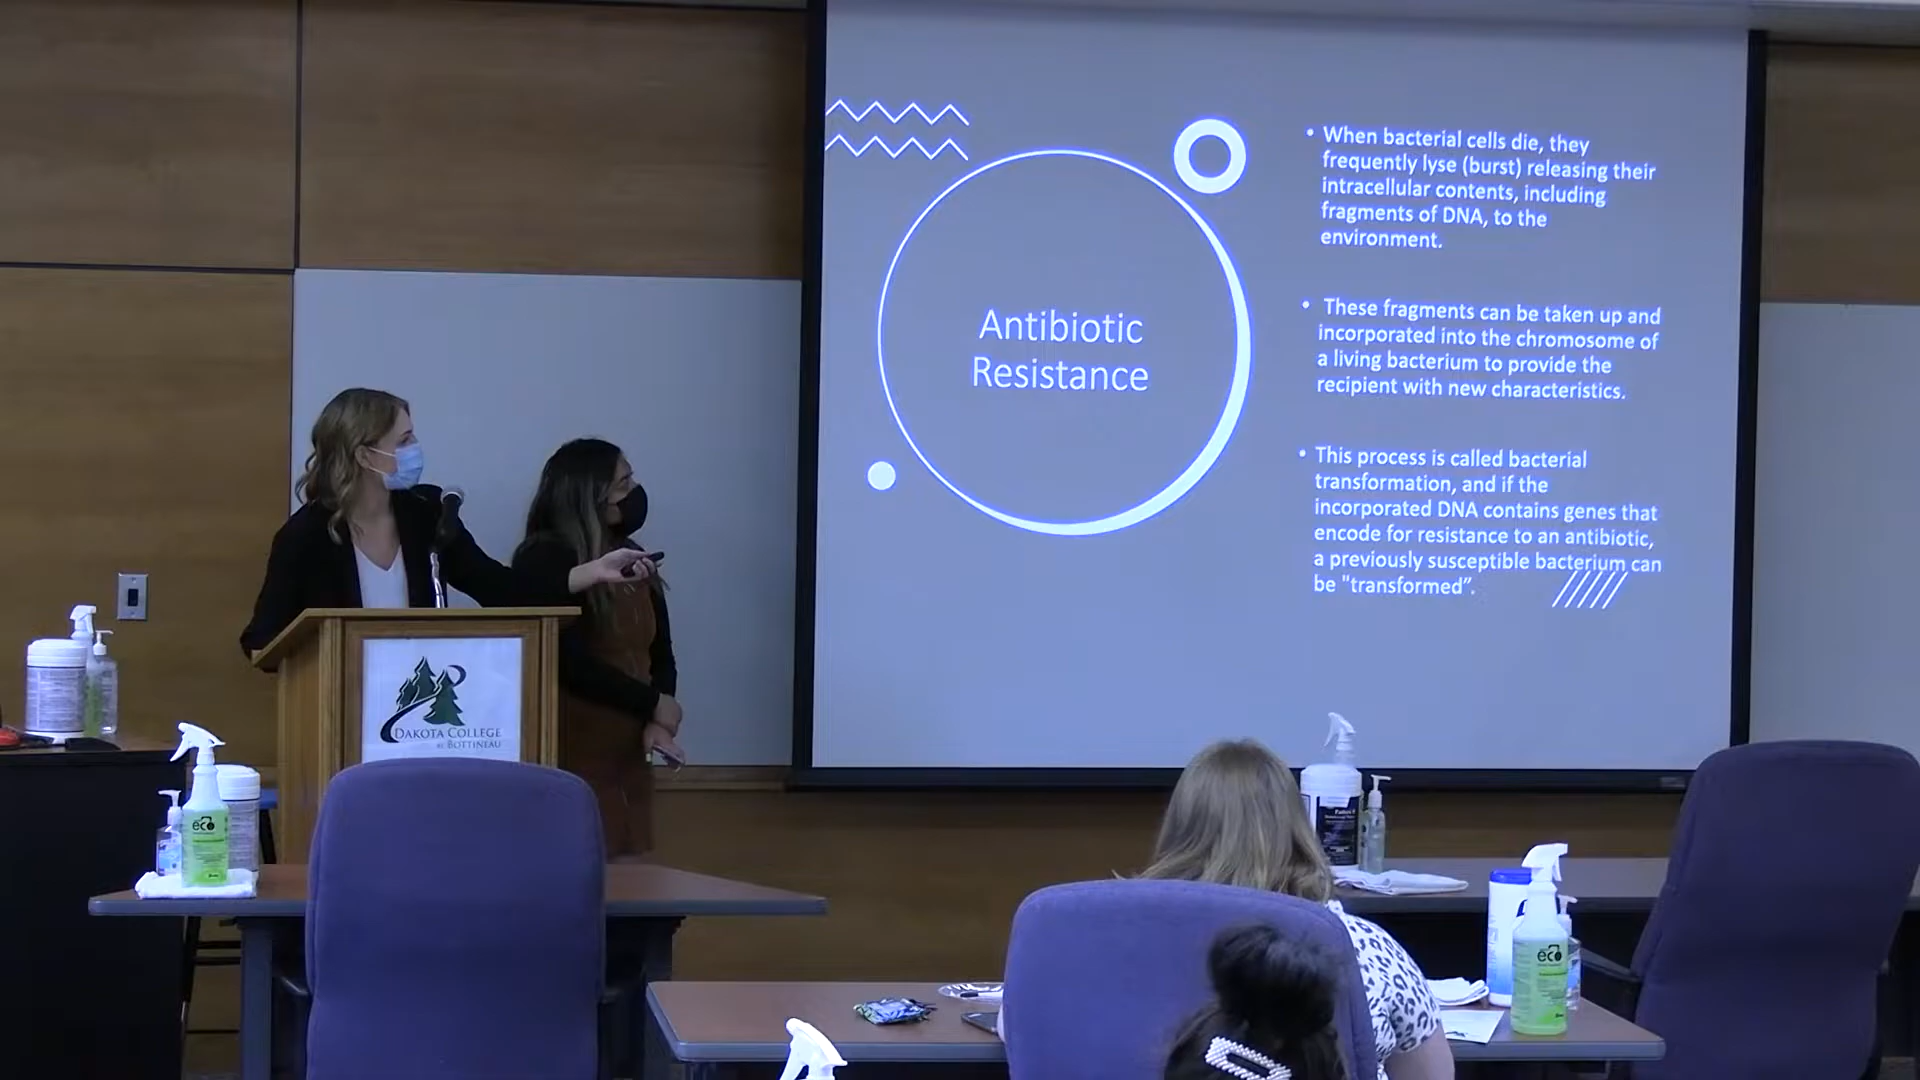 Antibiotic
Resistance
• When bacterial cells die, they
frequently lyse (burst) releasing their
intracellular contents, including
fragments of DNA, to the
environment.
• These fragments can be taken up and
incorporated into the chromosome of
a living bacterium to provide the
recipient with new characteristics.
• This process is called bacterial
transformation, and if the
incorporated DNA contains genes that
encode for resistance to an antibiotic,
a previously susceptible bacterium can
be "transformed”.
DAKOTA COLLEGE
AT BOTTINEAU
eco
eco